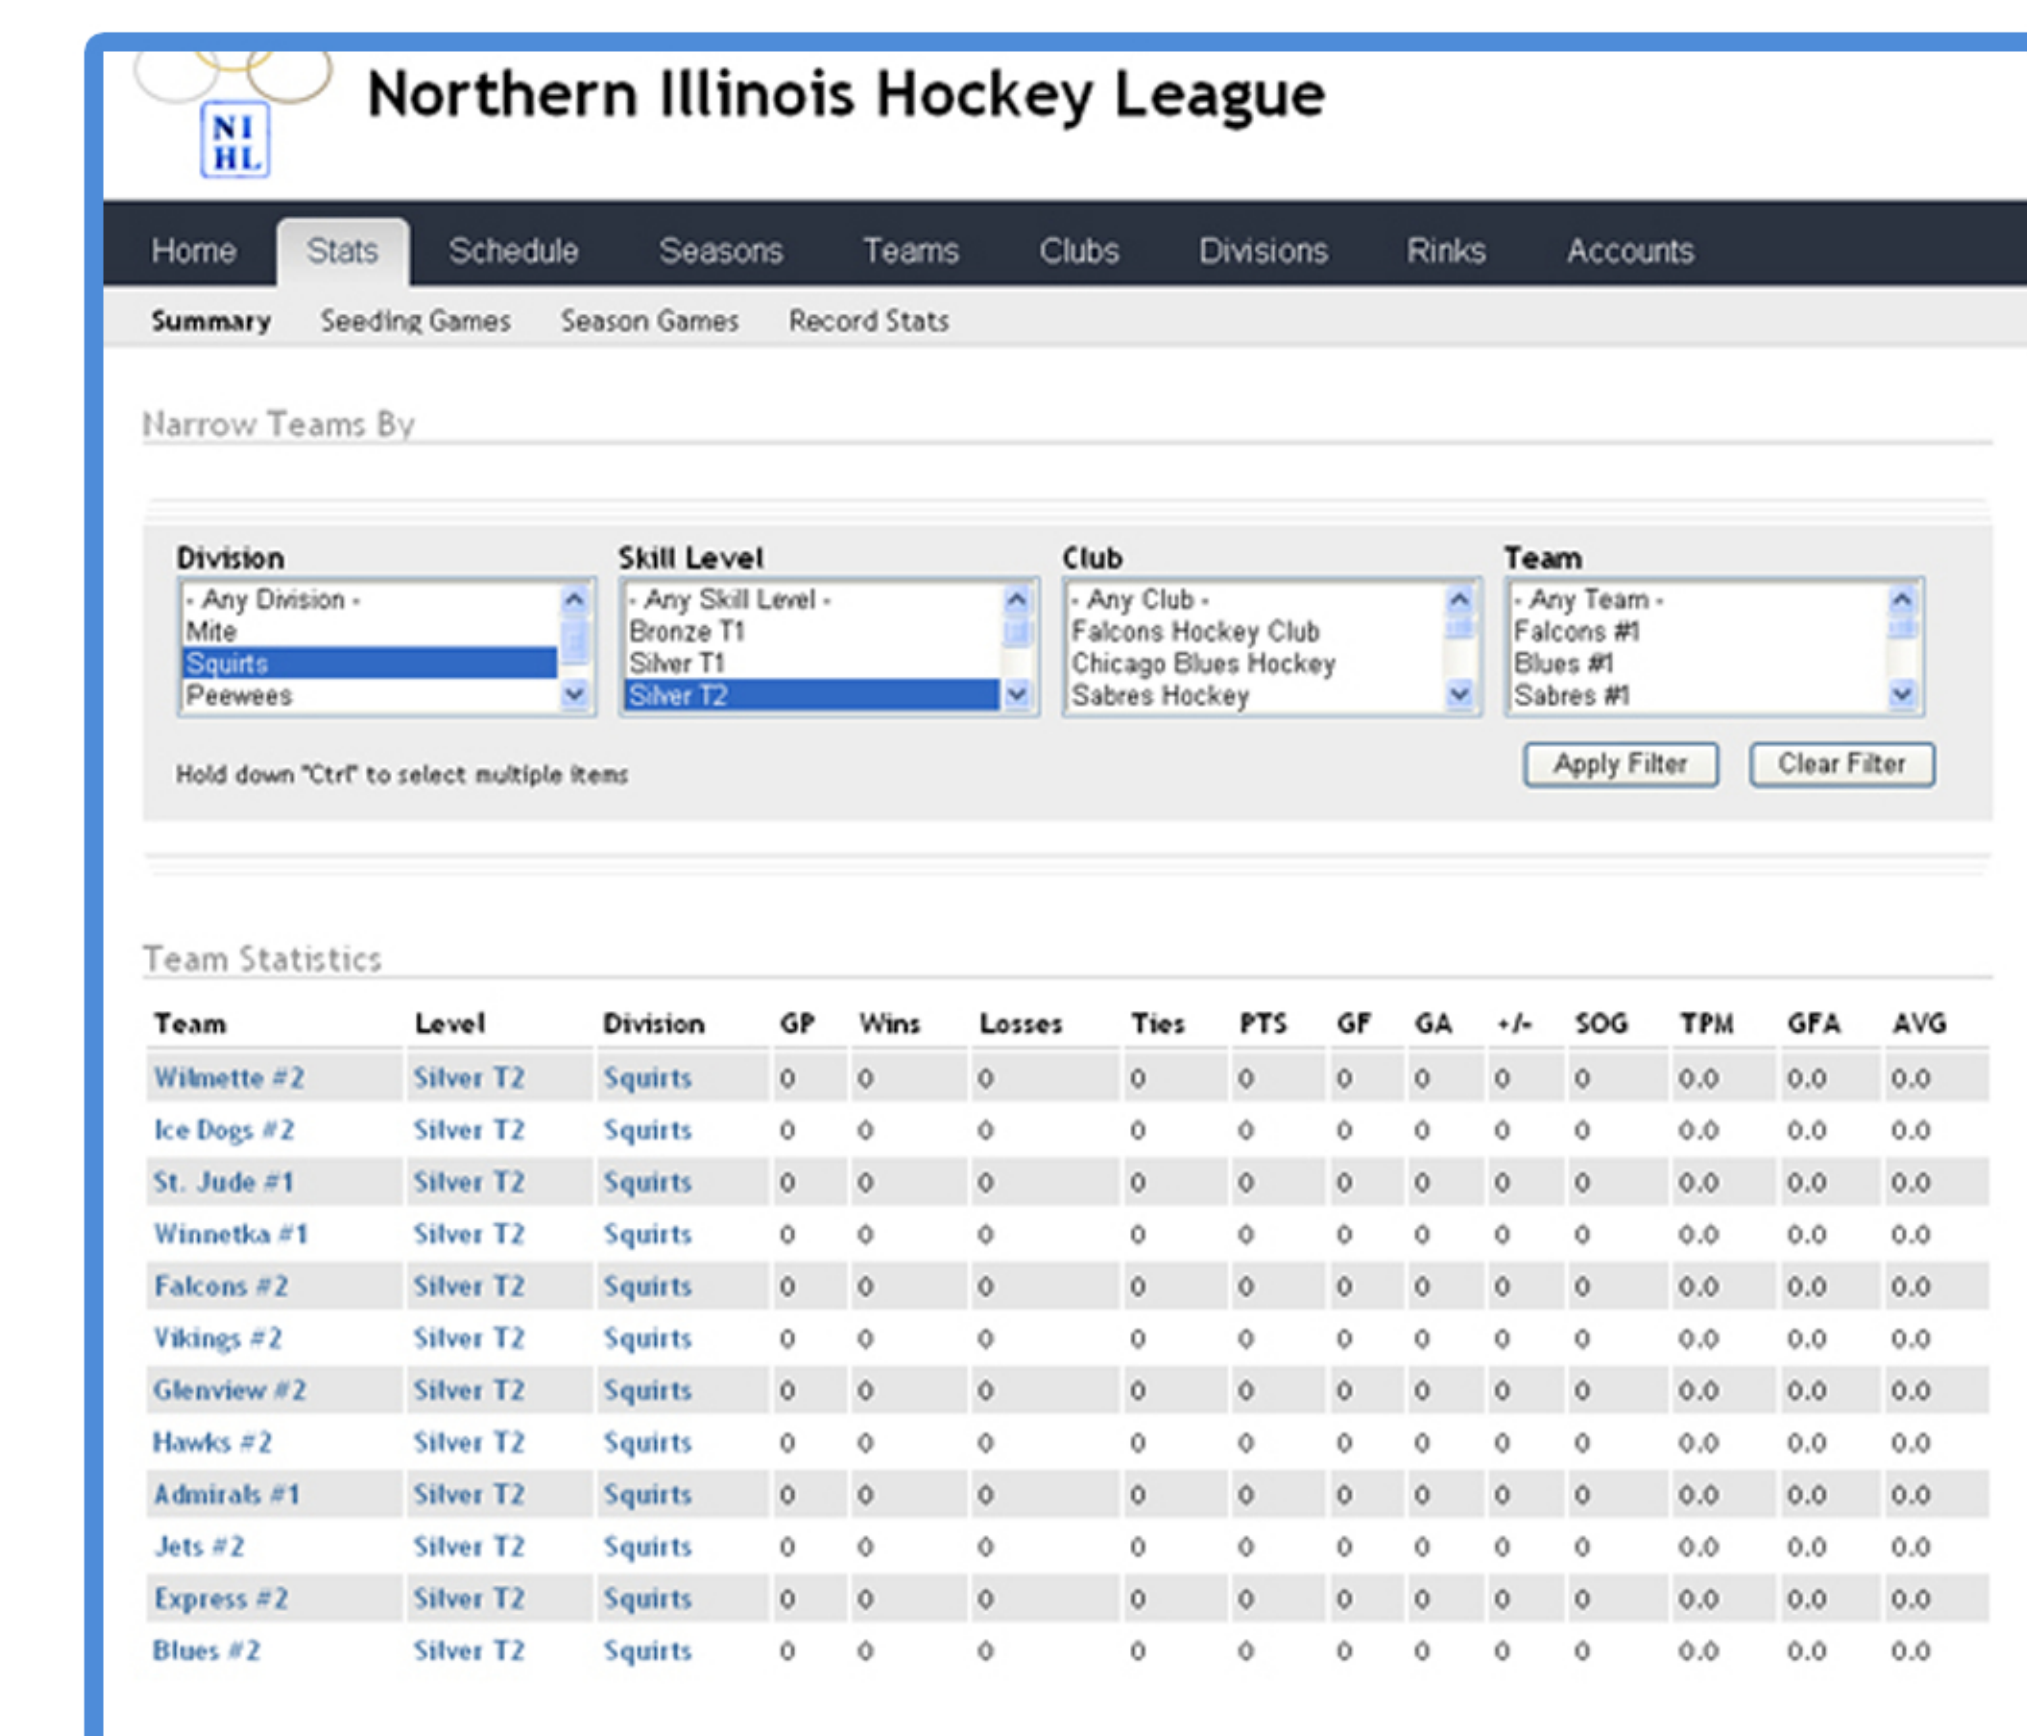 Northern Illinois Hockey League
NI
HL
Home Stats Schedule Seasons Teams Clubs Divisions Rinks Accounts
Summary Seeding Games Season Games Record Stats
Narrow Teams By
Division Skill Level Club Team
- Any Division - - Any Skill Level - - Any Club - - Any Team -
Mite Bronze T1 Falcons Hockey Club Falcons #1
Squirts Silver T1 Chicago Blues Hockey Blues #1
Peewees Silver T2 Sabres Hockey Sabres #1
Hold down "Ctrl" to select multiple items Apply Filter Clear Filter
Team Statistics
Team Level Division GP Wins Losses Ties PTS GF GA +/- SOG TPM GFA AVG
Wilmette #2 Silver T2 Squirts 0 0 0 0 0 0 0 0 0 0.0 0.0 0.0
Ice Dogs #2 Silver T2 Squirts 0 0 0 0 0 0 0 0 0 0.0 0.0 0.0
St. Jude #1 Silver T2 Squirts 0 0 0 0 0 0 0 0 0 0.0 0.0 0.0
Winnetka #1 Silver T2 Squirts 0 0 0 0 0 0 0 0 0 0.0 0.0 0.0
Falcons #2 Silver T2 Squirts 0 0 0 0 0 0 0 0 0 0.0 0.0 0.0
Vikings #2 Silver T2 Squirts 0 0 0 0 0 0 0 0 0 0.0 0.0 0.0
Glenview #2 Silver T2 Squirts 0 0 0 0 0 0 0 0 0 0.0 0.0 0.0
Hawks #2 Silver T2 Squirts 0 0 0 0 0 0 0 0 0 0.0 0.0 0.0
Admirals #1 Silver T2 Squirts 0 0 0 0 0 0 0 0 0 0.0 0.0 0.0
Jets #2 Silver T2 Squirts 0 0 0 0 0 0 0 0 0 0.0 0.0 0.0
Express #2 Silver T2 Squirts 0 0 0 0 0 0 0 0 0 0.0 0.0 0.0
Blues #2 Silver T2 Squirts 0 0 0 0 0 0 0 0 0 0.0 0.0 0.0